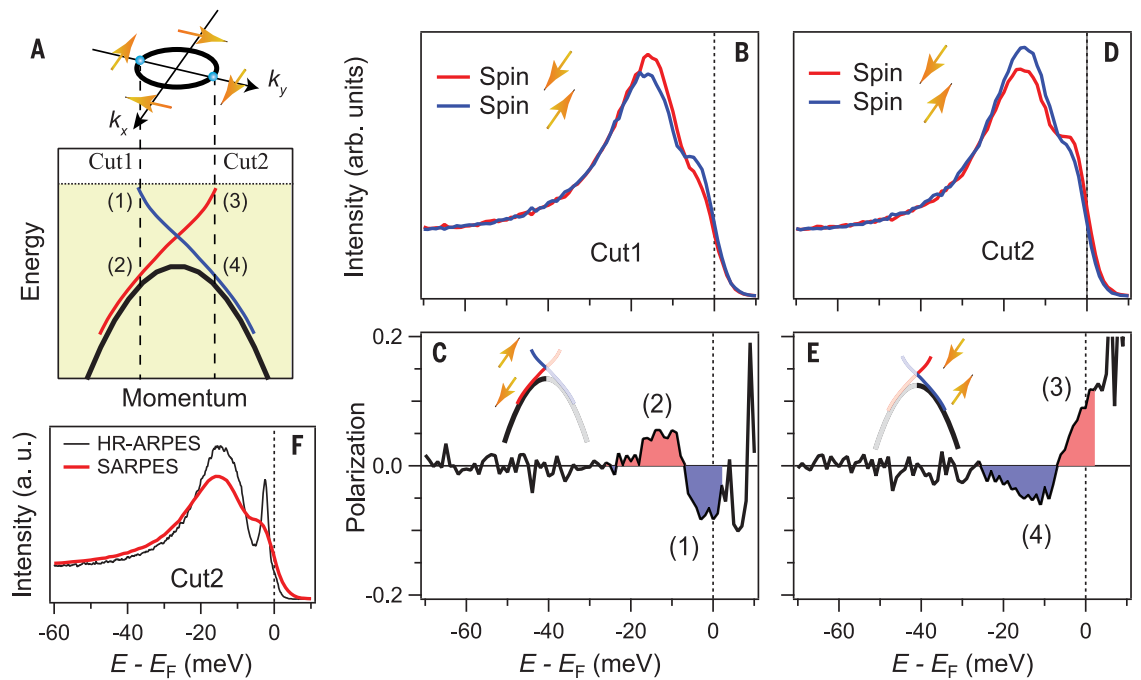 A
k_y
k_x
Cut1
Cut2
(1)
(3)
(2)
(4)
Energy
Momentum
B
Spin
Spin
Intensity (arb. units)
Cut1
D
Spin
Spin
Cut2
C
0.2
0.0
-0.2
Polarization
(2)
(1)
-60
-40
-20
0
E - E_F (meV)
E
(3)
(4)
-60
-40
-20
0
E - E_F (meV)
F
HR-ARPES
SARPES
Intensity (a. u.)
Cut2
-60
-40
-20
0
E - E_F (meV)